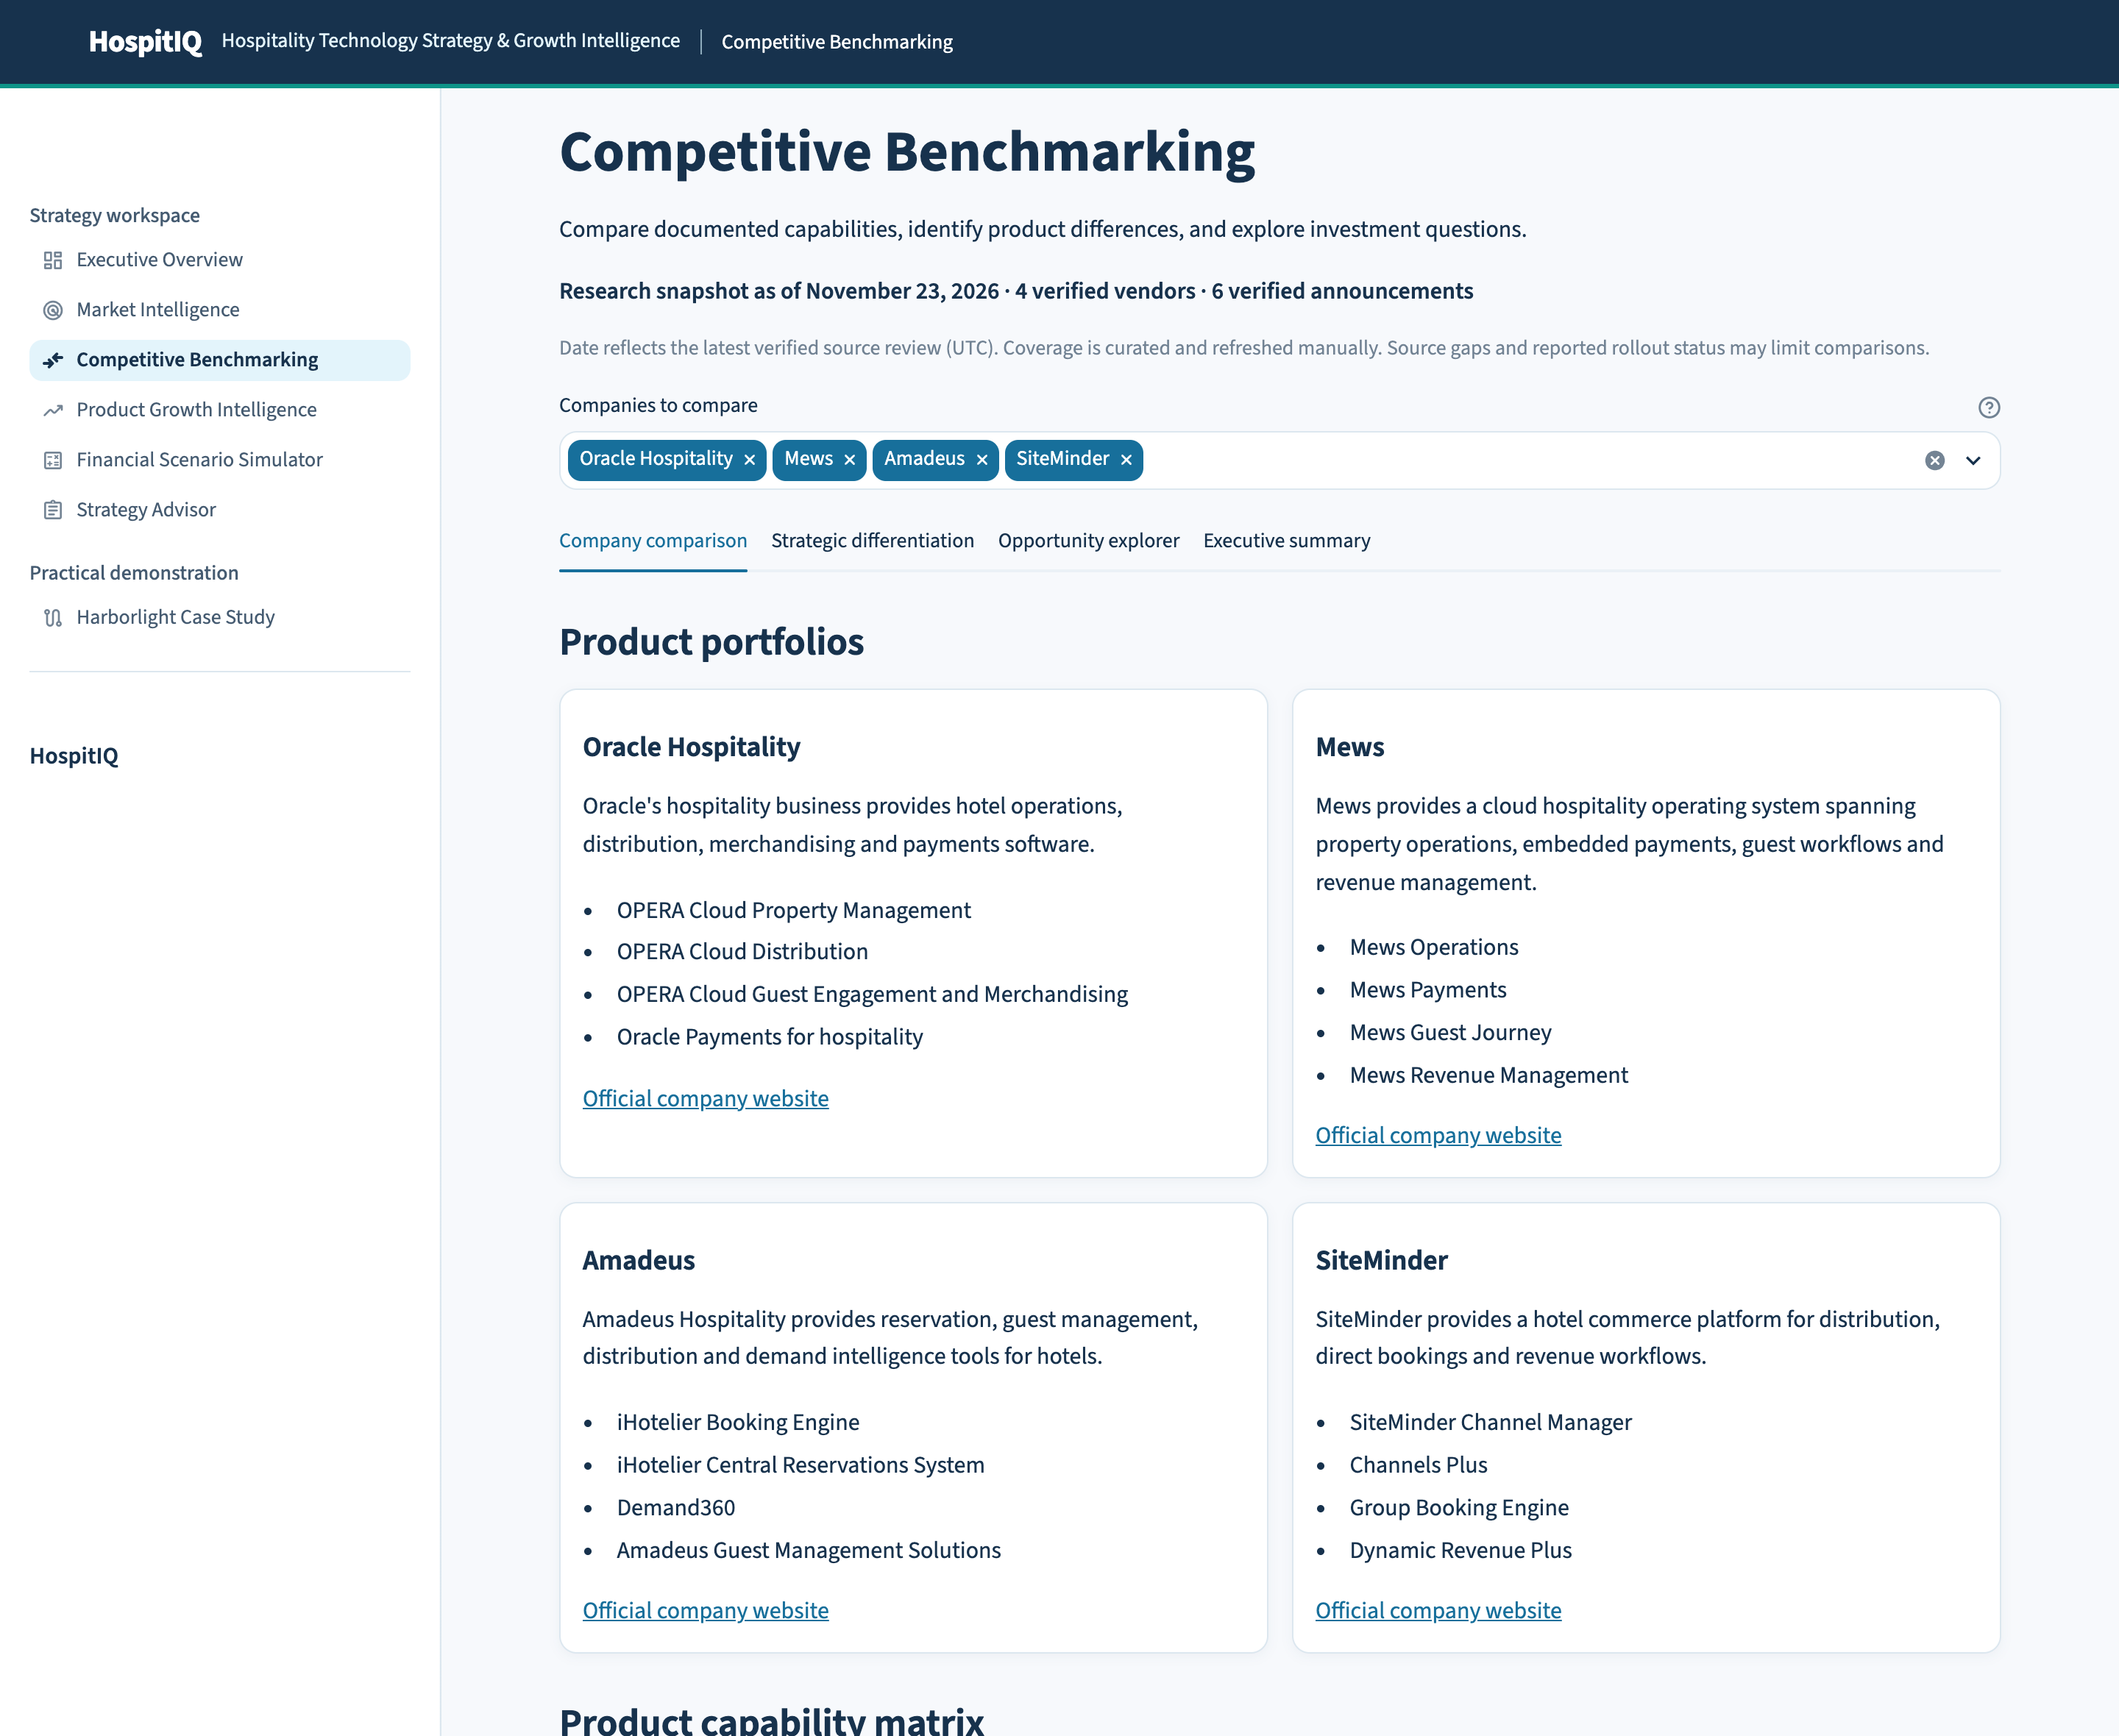 HospitIQ Hospitality Technology Strategy & Growth Intelligence | Competitive Benchmarking
Strategy workspace
Executive Overview
Market Intelligence
Competitive Benchmarking
Product Growth Intelligence
Financial Scenario Simulator
Strategy Advisor
Practical demonstration
Harborlight Case Study
HospitIQ
Competitive Benchmarking
Compare documented capabilities, identify product differences, and explore investment questions.
Research snapshot as of November 23, 2026 · 4 verified vendors · 6 verified announcements
Date reflects the latest verified source review (UTC). Coverage is curated and refreshed manually. Source gaps and reported rollout status may limit comparisons.
Companies to compare
Oracle Hospitality Mews Amadeus SiteMinder
Company comparison Strategic differentiation Opportunity explorer Executive summary
Product portfolios
Oracle Hospitality
Oracle's hospitality business provides hotel operations,
distribution, merchandising and payments software.
• OPERA Cloud Property Management
• OPERA Cloud Distribution
• OPERA Cloud Guest Engagement and Merchandising
• Oracle Payments for hospitality
Official company website
Mews
Mews provides a cloud hospitality operating system spanning
property operations, embedded payments, guest workflows and
revenue management.
• Mews Operations
• Mews Payments
• Mews Guest Journey
• Mews Revenue Management
Official company website
Amadeus
Amadeus Hospitality provides reservation, guest management,
distribution and demand intelligence tools for hotels.
• iHotelier Booking Engine
• iHotelier Central Reservations System
• Demand360
• Amadeus Guest Management Solutions
Official company website
SiteMinder
SiteMinder provides a hotel commerce platform for distribution,
direct bookings and revenue workflows.
• SiteMinder Channel Manager
• Channels Plus
• Group Booking Engine
• Dynamic Revenue Plus
Official company website
Product capability matrix